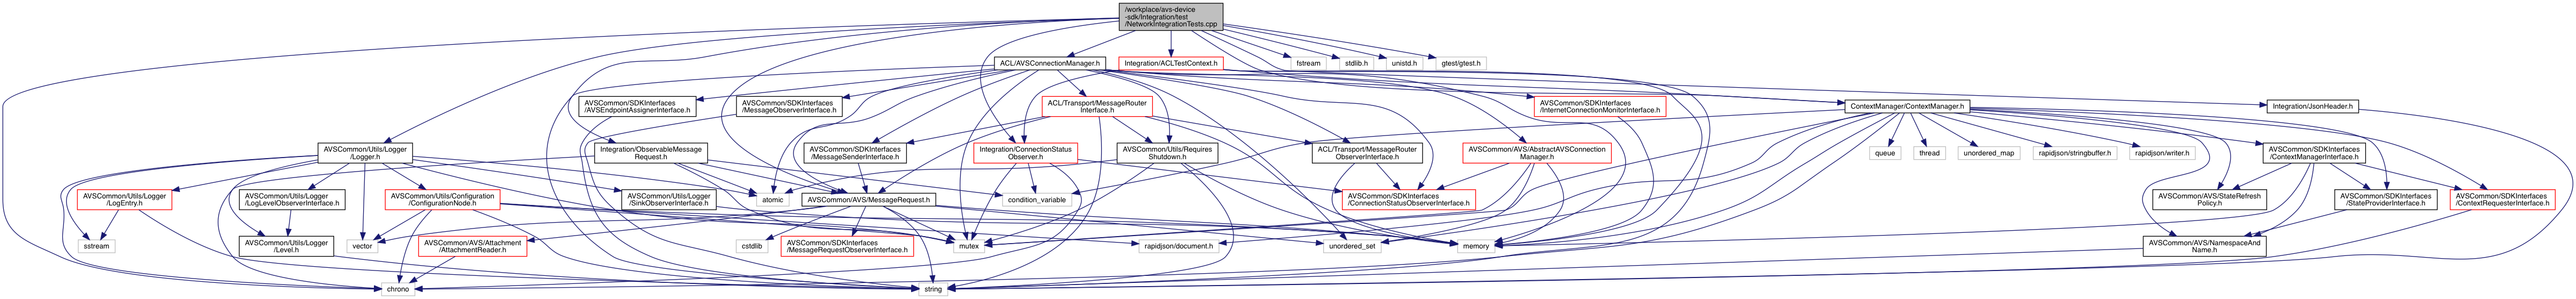 /workplace/avs-device
-sdk/Integration/test
/NetworkIntegrationTests.cpp
ACL/AVSConnectionManager.h
Integration/ACLTestContext.h
fstream
stdlib.h
unistd.h
gtest/gtest.h
AVSCommon/SDKInterfaces
/AVSEndpointAssignerInterface.h
AVSCommon/SDKInterfaces
/MessageObserverInterface.h
ACL/Transport/MessageRouter
Interface.h
AVSCommon/SDKInterfaces
/InternetConnectionMonitorInterface.h
ContextManager/ContextManager.h
Integration/JsonHeader.h
AVSCommon/Utils/Logger
/Logger.h
Integration/ObservableMessage
Request.h
AVSCommon/SDKInterfaces
/MessageSenderInterface.h
Integration/ConnectionStatus
Observer.h
AVSCommon/Utils/Requires
Shutdown.h
ACL/Transport/MessageRouter
ObserverInterface.h
AVSCommon/AVS/AbstractAVSConnection
Manager.h
queue
thread
unordered_map
rapidjson/stringbuffer.h
rapidjson/writer.h
AVSCommon/SDKInterfaces
/ContextManagerInterface.h
AVSCommon/Utils/Logger
/LogEntry.h
AVSCommon/Utils/Logger
/LogLevelObserverInterface.h
AVSCommon/Utils/Configuration
/ConfigurationNode.h
AVSCommon/Utils/Logger
/SinkObserverInterface.h
atomic
AVSCommon/AVS/MessageRequest.h
condition_variable
AVSCommon/SDKInterfaces
/ConnectionStatusObserverInterface.h
AVSCommon/AVS/StateRefresh
Policy.h
AVSCommon/SDKInterfaces
/StateProviderInterface.h
AVSCommon/SDKInterfaces
/ContextRequesterInterface.h
sstream
AVSCommon/Utils/Logger
/Level.h
vector
AVSCommon/AVS/Attachment
/AttachmentReader.h
cstdlib
AVSCommon/SDKInterfaces
/MessageRequestObserverInterface.h
mutex
rapidjson/document.h
unordered_set
memory
AVSCommon/AVS/NamespaceAnd
Name.h
chrono
string